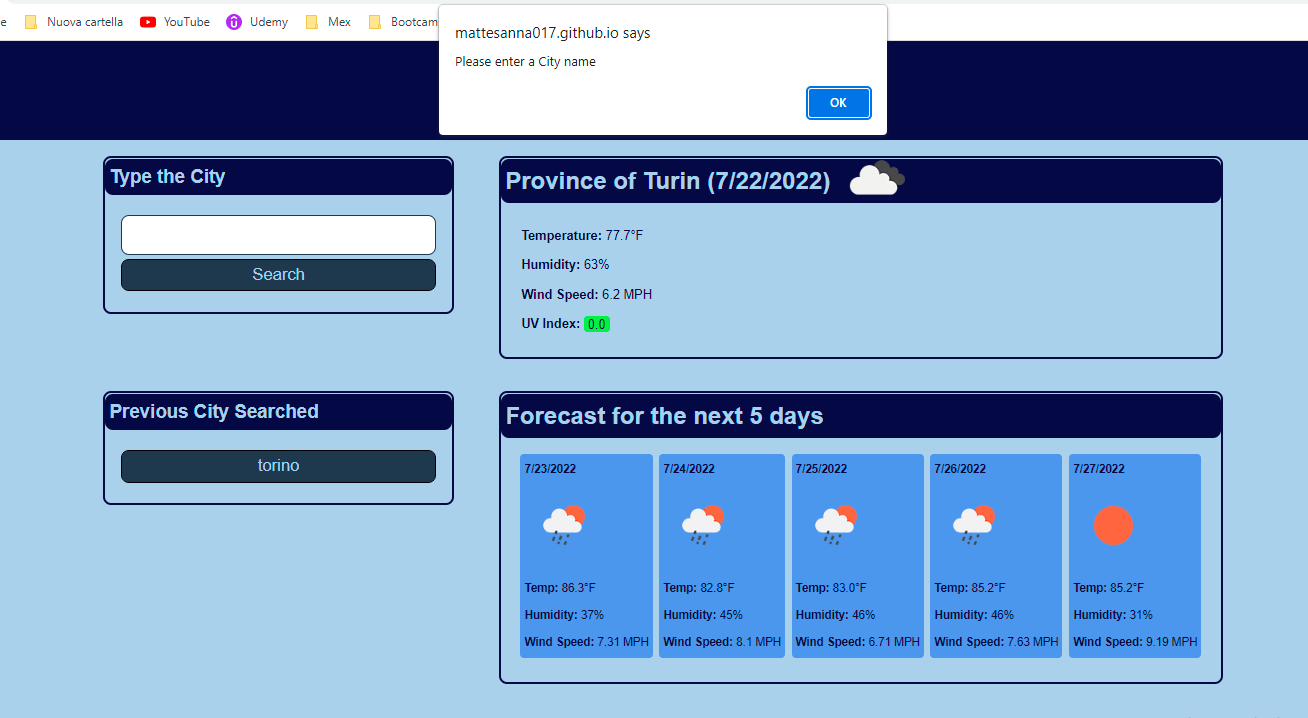 e Nuova cartella YouTube Udemy Mex Bootcam
mattesanna017.github.io says
Please enter a City name
OK
Type the City
Search
Province of Turin (7/22/2022)
Temperature: 77.7°F
Humidity: 63%
Wind Speed: 6.2 MPH
UV Index: 0.0
Previous City Searched
torino
Forecast for the next 5 days
7/23/2022
Temp: 86.3°F
Humidity: 37%
Wind Speed: 7.31 MPH
7/24/2022
Temp: 82.8°F
Humidity: 45%
Wind Speed: 8.1 MPH
7/25/2022
Temp: 83.0°F
Humidity: 46%
Wind Speed: 6.71 MPH
7/26/2022
Temp: 85.2°F
Humidity: 46%
Wind Speed: 7.63 MPH
7/27/2022
Temp: 85.2°F
Humidity: 31%
Wind Speed: 9.19 MPH